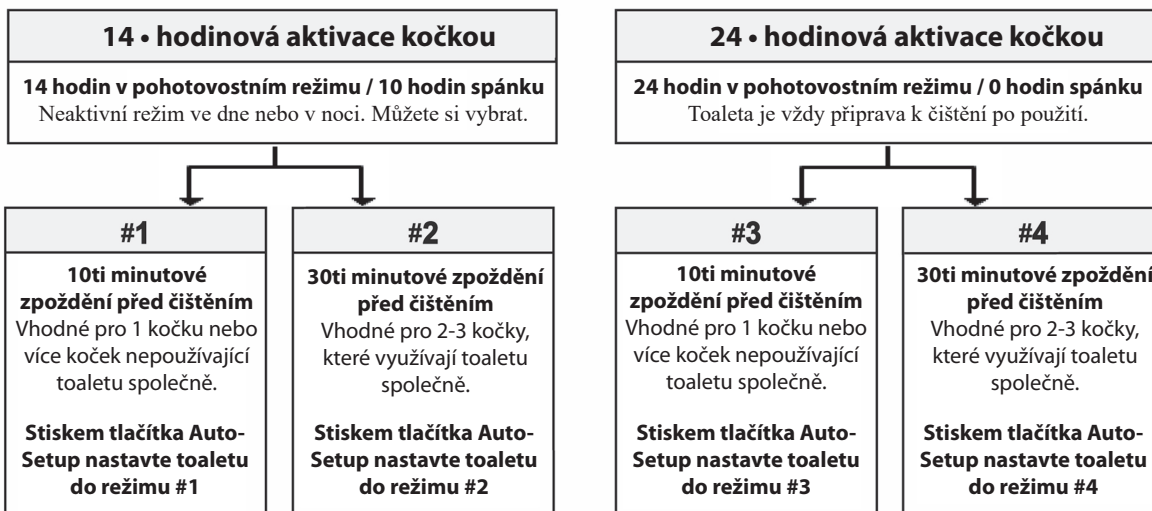 14 • hodinová aktivace kočkou
14 hodin v pohotovostním režimu / 10 hodin spánku
Neaktivní režim ve dne nebo v noci. Můžete si vybrat.
#1
10ti minutové
zpoždění před čištěním
Vhodné pro 1 kočku nebo
více koček nepoužívající
toaletu společně.
Stiskem tlačítka Auto-
Setup nastavte toaletu
do režimu #1
#2
30ti minutové zpoždění
před čištěním
Vhodné pro 2-3 kočky,
které využívají toaletu
společně.
Stiskem tlačítka Auto-
Setup nastavte toaletu
do režimu #2
24 • hodinová aktivace kočkou
24 hodin v pohotovostním režimu / 0 hodin spánku
Toaleta je vždy připrava k čištění po použití.
#3
10ti minutové
zpoždění před čištěním
Vhodné pro 1 kočku nebo
více koček nepoužívající
toaletu společně.
Stiskem tlačítka Auto-
Setup nastavte toaletu
do režimu #3
#4
30ti minutové zpoždění
před čištěním
Vhodné pro 2-3 kočky,
které využívají toaletu
společně.
Stiskem tlačítka Auto-
Setup nastavte toaletu
do režimu #4